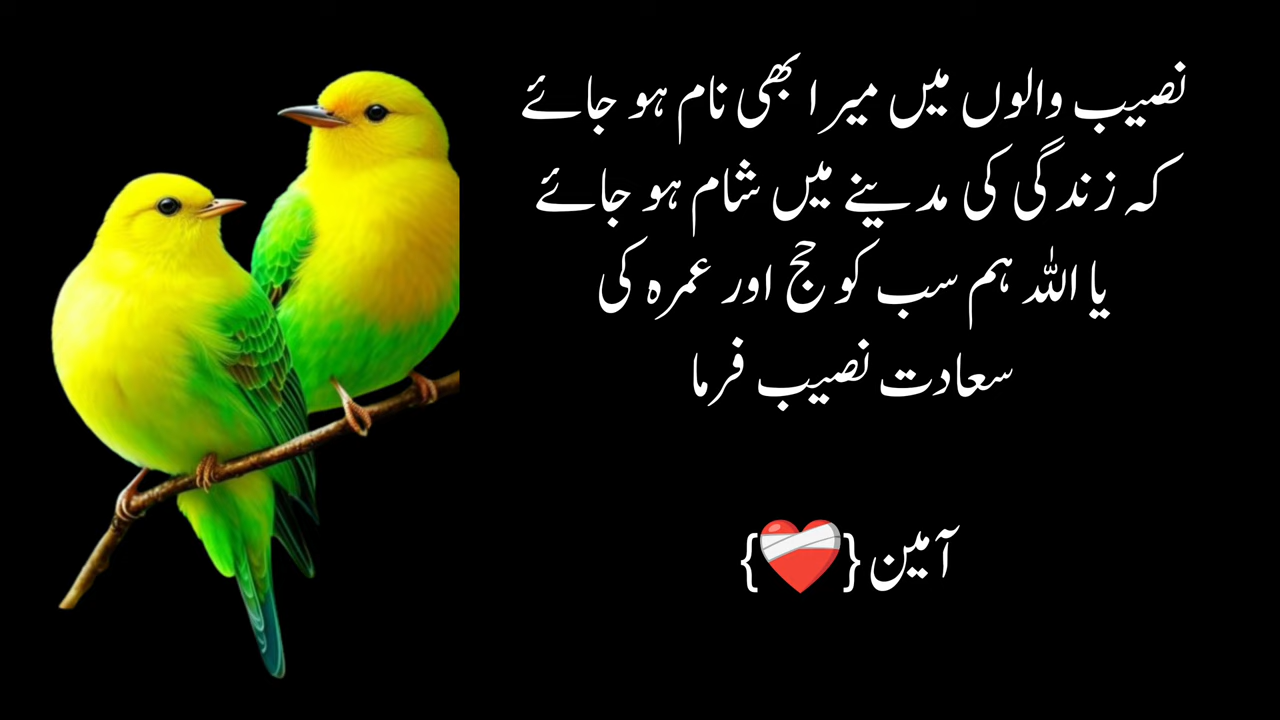 نصیب والوں میں میرا بھی نام ہو جائے
کہ زندگی کی مدینے میں شام ہو جائے
یا اللہ ہم سب کو حج اور عمرہ کی
سعادت نصیب فرما
آمین {❤️‍🩹}